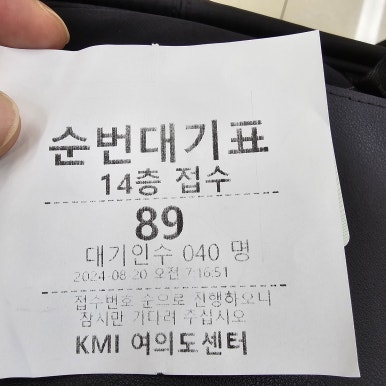 순번대기표
14층 접수
89
대기인수 040 명
2024-08-20 오전 7:16:51
접수번호 순으로 진행하오니
잠시만 기다려 주십시오
KMI 여의도센터